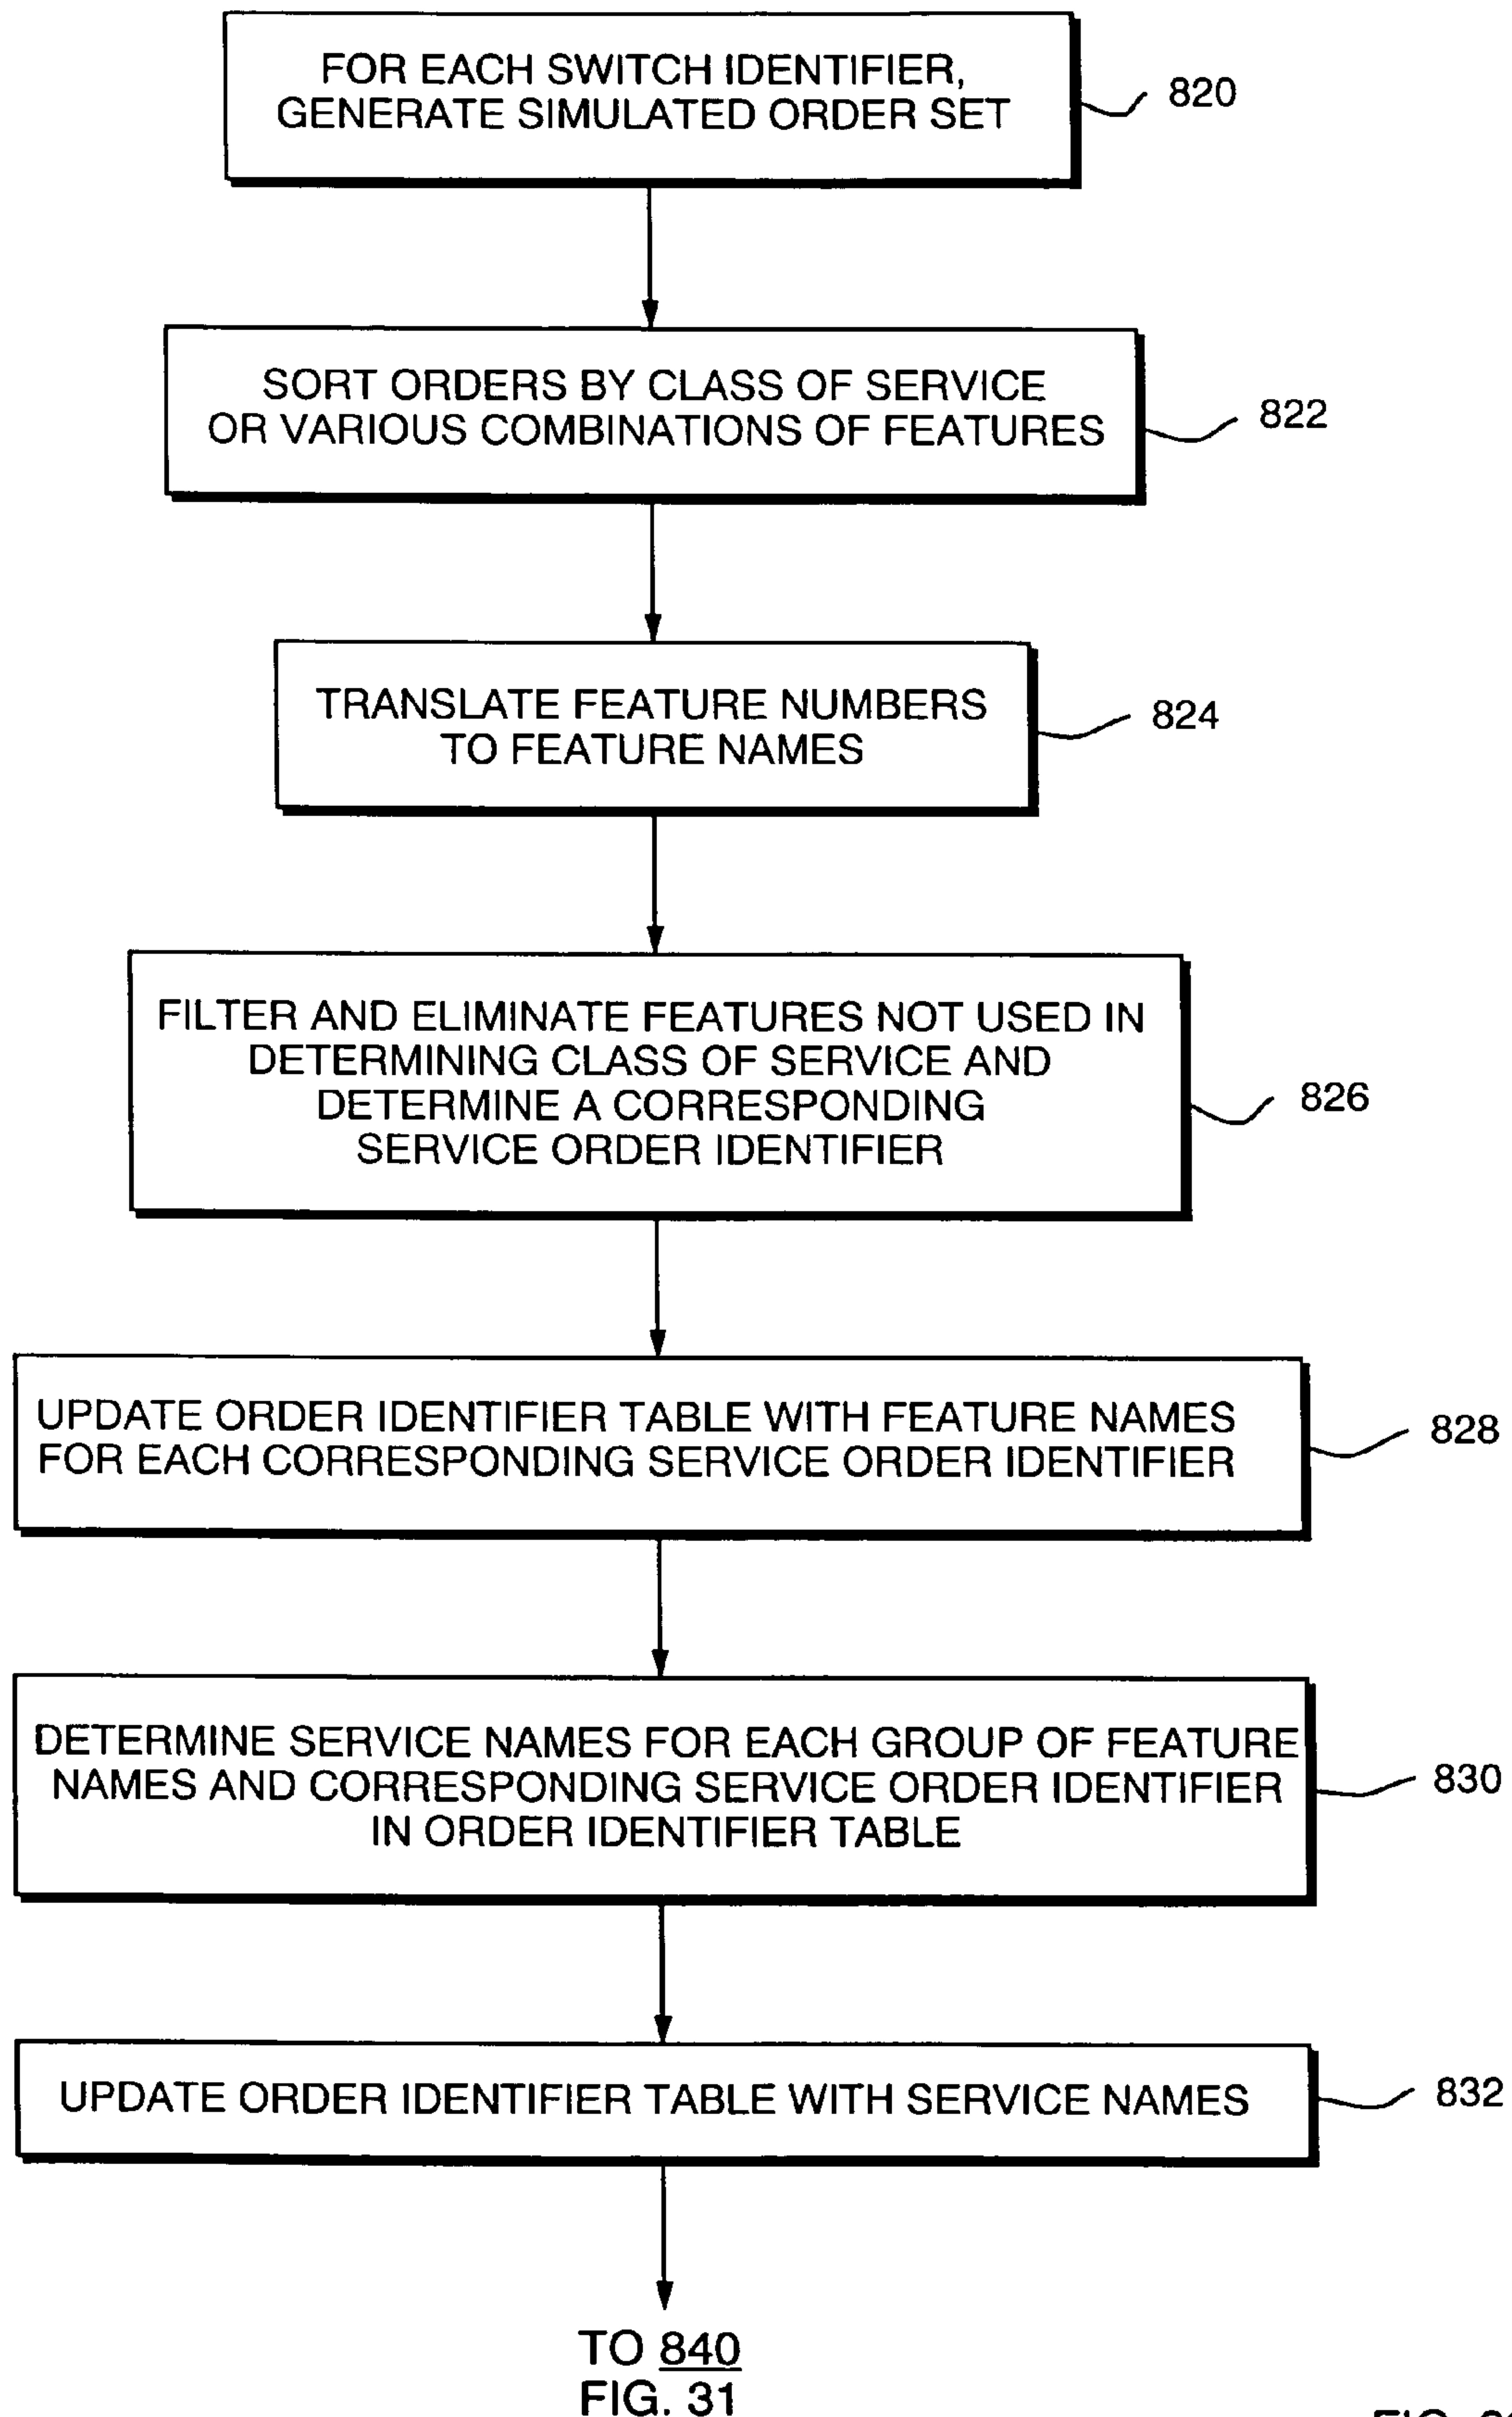 FOR EACH SWITCH IDENTIFIER,
GENERATE SIMULATED ORDER SET
820
SORT ORDERS BY CLASS OF SERVICE
OR VARIOUS COMBINATIONS OF FEATURES
822
TRANSLATE FEATURE NUMBERS
TO FEATURE NAMES
824
FILTER AND ELIMINATE FEATURES NOT USED IN
DETERMINING CLASS OF SERVICE AND
DETERMINE A CORRESPONDING
SERVICE ORDER IDENTIFIER
826
UPDATE ORDER IDENTIFIER TABLE WITH FEATURE NAMES
FOR EACH CORRESPONDING SERVICE ORDER IDENTIFIER
828
DETERMINE SERVICE NAMES FOR EACH GROUP OF FEATURE
NAMES AND CORRESPONDING SERVICE ORDER IDENTIFIER
IN ORDER IDENTIFIER TABLE
830
UPDATE ORDER IDENTIFIER TABLE WITH SERVICE NAMES
832
TO 840
FIG. 31